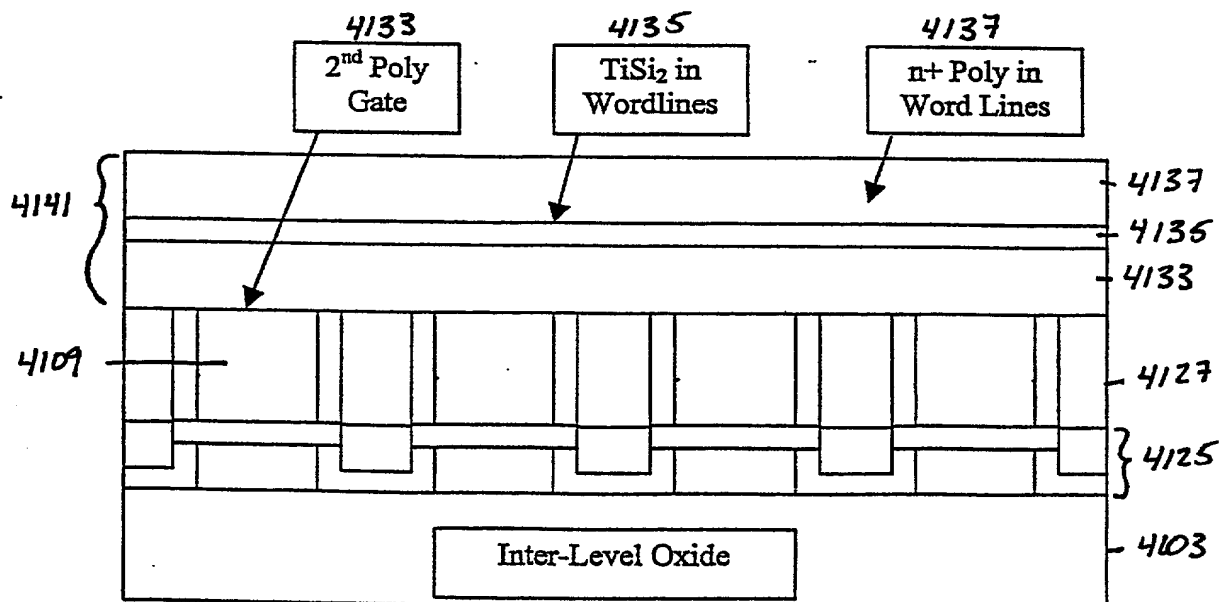 4133 4135 4137
2nd Poly Gate
TiSi2 in Wordlines
n+ Poly in Word Lines
4141
4137
4135
4133
4109
4127
4125
4103
Inter-Level Oxide